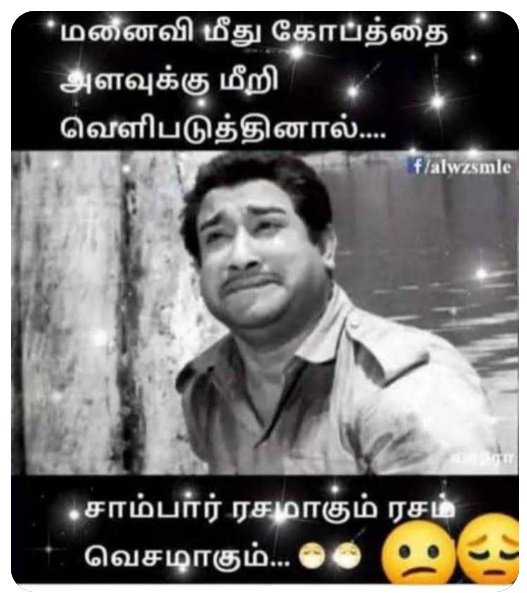 மனைவி மீது கோபத்தை
அளவுக்கு மீறி
வெளிபடுத்தினால்....
f/alwzsmle
சாம்பார் ரசமாகும் ரசம்
வெசமாகும்...